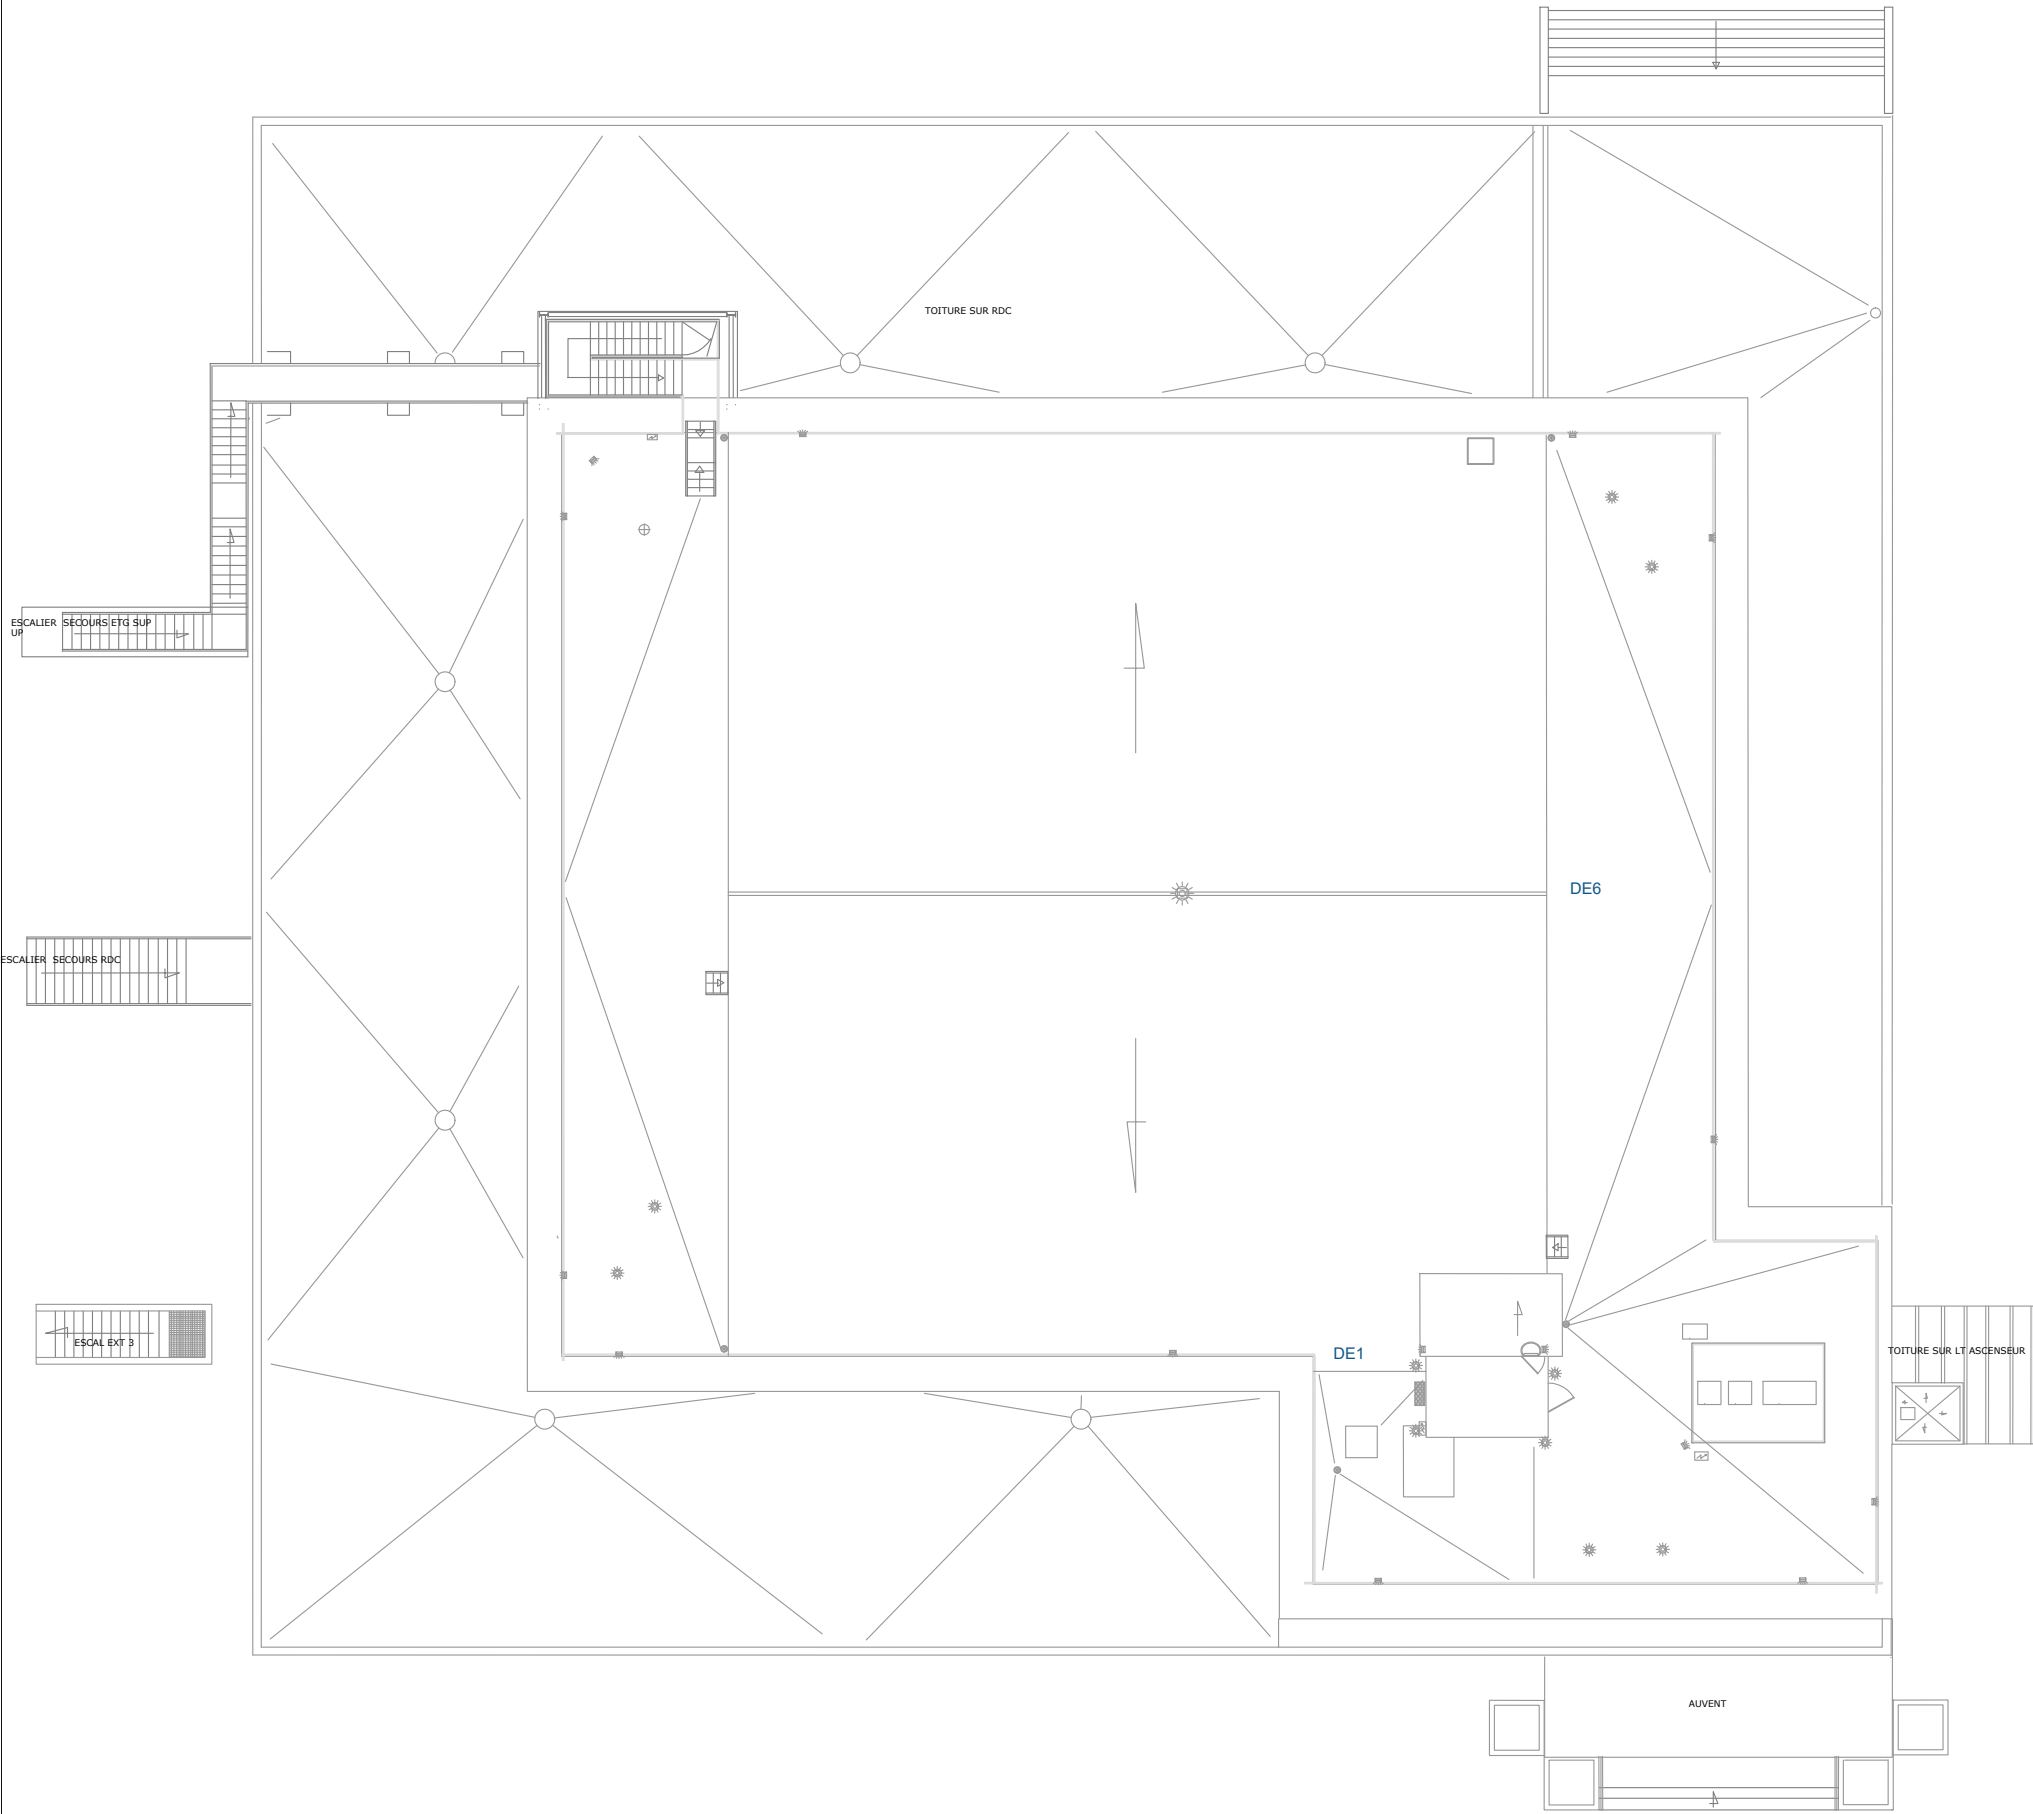 TOITURE SUR RDC
ESCALIER SECOURS ETG SUP
UP
DE6
ESCALIER SECOURS RDC
ESCAL EXT 3
DE1
TOITURE SUR LT ASCENSEUR
AUVENT